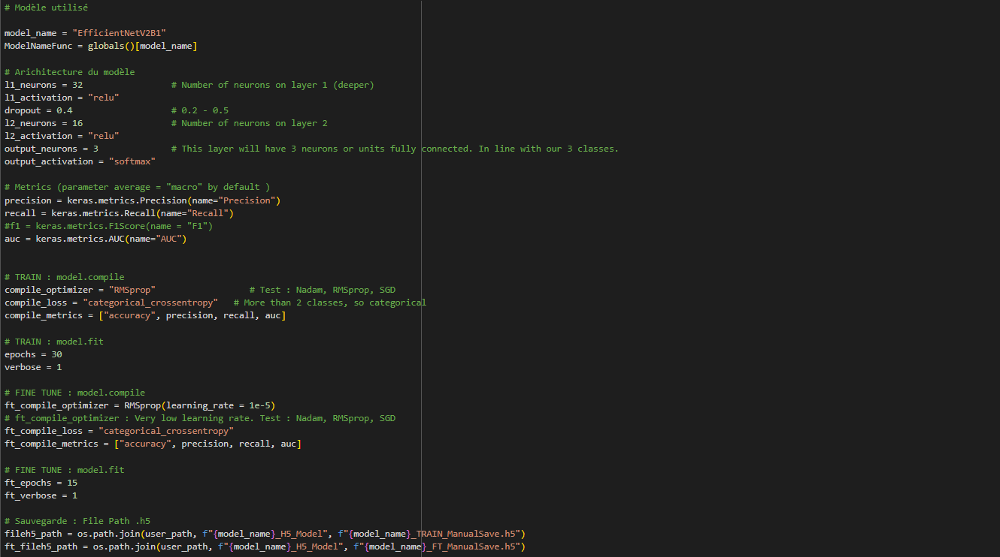 # Modèle utilisé
model_name = "EfficientNetV2B1"
ModelNameFunc = globals()[model_name]
# Arichitecture du modèle
l1_neurons = 32 # Number of neurons on layer 1 (deeper)
l1_activation = "relu"
dropout = 0.4 # 0.2 - 0.5
l2_neurons = 16 # Number of neurons on layer 2
l2_activation = "relu"
output_neurons = 3 # This layer will have 3 neurons or units fully connected. In line with our 3 classes.
output_activation = "softmax"
# Metrics (parameter average = "macro" by default )
precision = keras.metrics.Precision(name="Precision")
recall = keras.metrics.Recall(name="Recall")
#f1 = keras.metrics.F1Score(name = "F1")
auc = keras.metrics.AUC(name="AUC")
# TRAIN : model.compile
compile_optimizer = "RMSprop" # Test : Nadam, RMSprop, SGD
compile_loss = "categorical_crossentropy" # More than 2 classes, so categorical
compile_metrics = ["accuracy", precision, recall, auc]
# TRAIN : model.fit
epochs = 30
verbose = 1
# FINE TUNE : model.compile
ft_compile_optimizer = RMSprop(learning_rate = 1e-5)
# ft_compile_optimizer : Very low learning rate. Test : Nadam, RMSprop, SGD
ft_compile_loss = "categorical_crossentropy"
ft_compile_metrics = ["accuracy", precision, recall, auc]
# FINE TUNE : model.fit
ft_epochs = 15
ft_verbose = 1
# Sauvegarde : File Path .h5
fileh5_path = os.path.join(user_path, f"{model_name}_H5_Model", f"{model_name}_TRAIN_ManualSave.h5")
ft_fileh5_path = os.path.join(user_path, f"{model_name}_H5_Model", f"{model_name}_FT_ManualSave.h5")